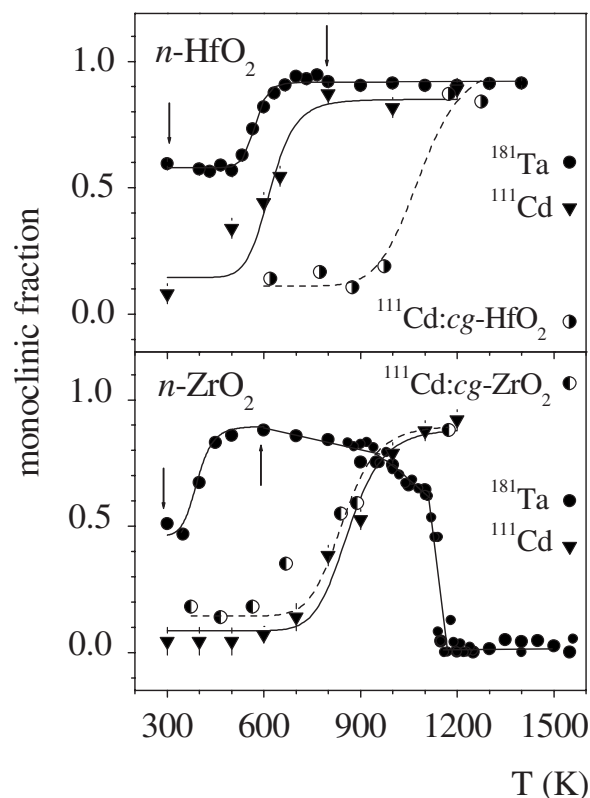 n-HfO₂
1.0
0.5
0.0
¹⁸¹Ta
¹¹¹Cd
¹¹¹Cd:cg-HfO₂
monoclinic fraction
n-ZrO₂
¹¹¹Cd:cg-ZrO₂
1.0
0.5
0.0
¹⁸¹Ta
¹¹¹Cd
300 600 900 1200 1500
T (K)